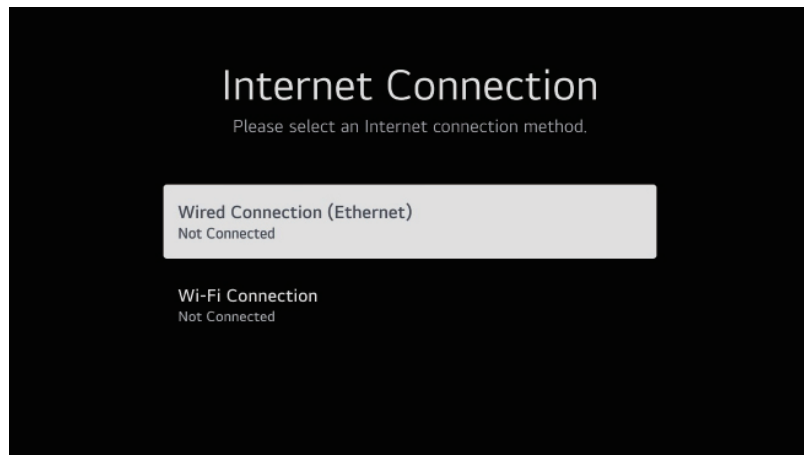 Internet Connection
Please select an Internet connection method.
Wired Connection (Ethernet)
Not Connected
Wi-Fi Connection
Not Connected